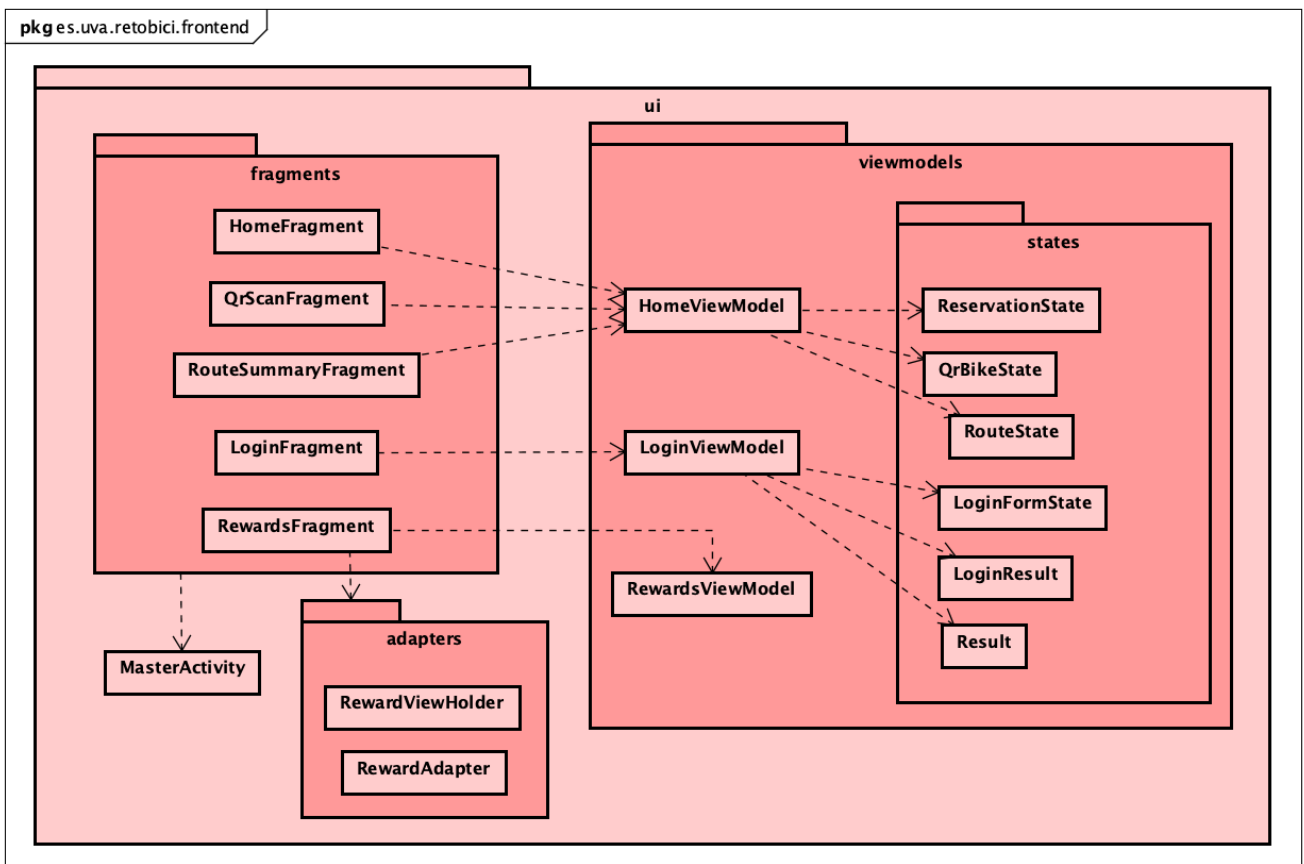 pkg es.uva.retobici.frontend
ui
fragments
HomeFragment
QrScanFragment
RouteSummaryFragment
LoginFragment
RewardsFragment
MasterActivity
adapters
RewardViewHolder
RewardAdapter
viewmodels
HomeViewModel
LoginViewModel
RewardsViewModel
states
ReservationState
QrBikeState
RouteState
LoginFormState
LoginResult
Result